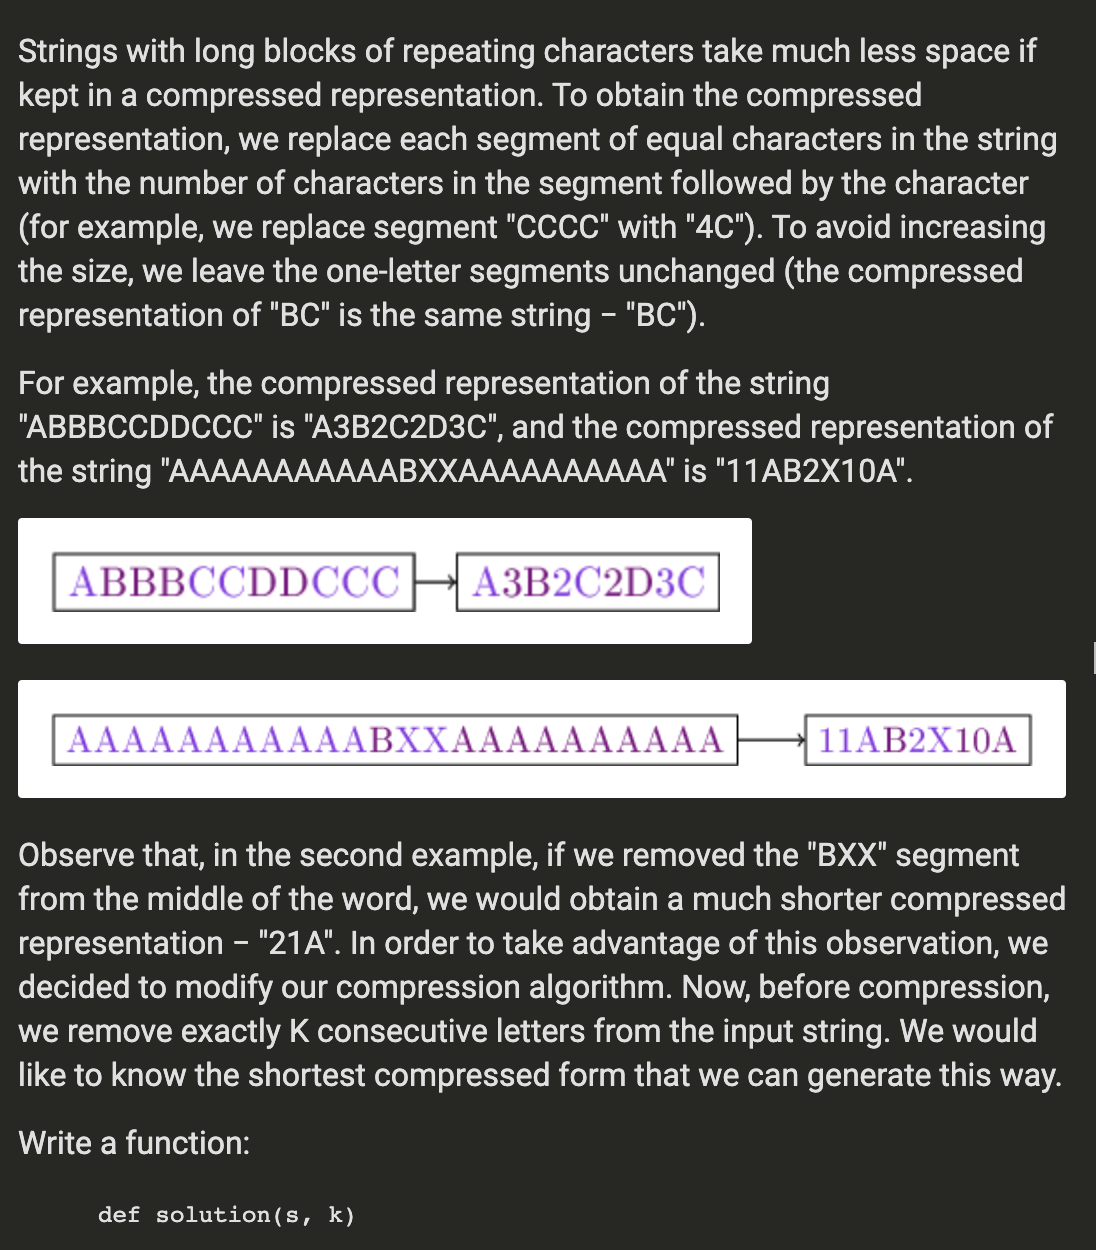 Strings with long blocks of repeating characters take much less space if
kept in a compressed representation. To obtain the compressed
representation, we replace each segment of equal characters in the string
with the number of characters in the segment followed by the character
(for example, we replace segment "CCCC" with "4C"). To avoid increasing
the size, we leave the one-letter segments unchanged (the compressed
representation of "BC" is the same string – "BC").
For example, the compressed representation of the string
"ABBBCCDDCCC" is "A3B2C2D3C", and the compressed representation of
the string "AAAAAAAAAAABXXAAAAAAAAAA" is "11AB2X10A".
ABBBCCDDCCC → A3B2C2D3C
AAAAAAAAAAABXXAAAAAAAAAA → 11AB2X10A
Observe that, in the second example, if we removed the "BXX" segment
from the middle of the word, we would obtain a much shorter compressed
representation – "21A". In order to take advantage of this observation, we
decided to modify our compression algorithm. Now, before compression,
we remove exactly K consecutive letters from the input string. We would
like to know the shortest compressed form that we can generate this way.
Write a function:
def solution(s, k)